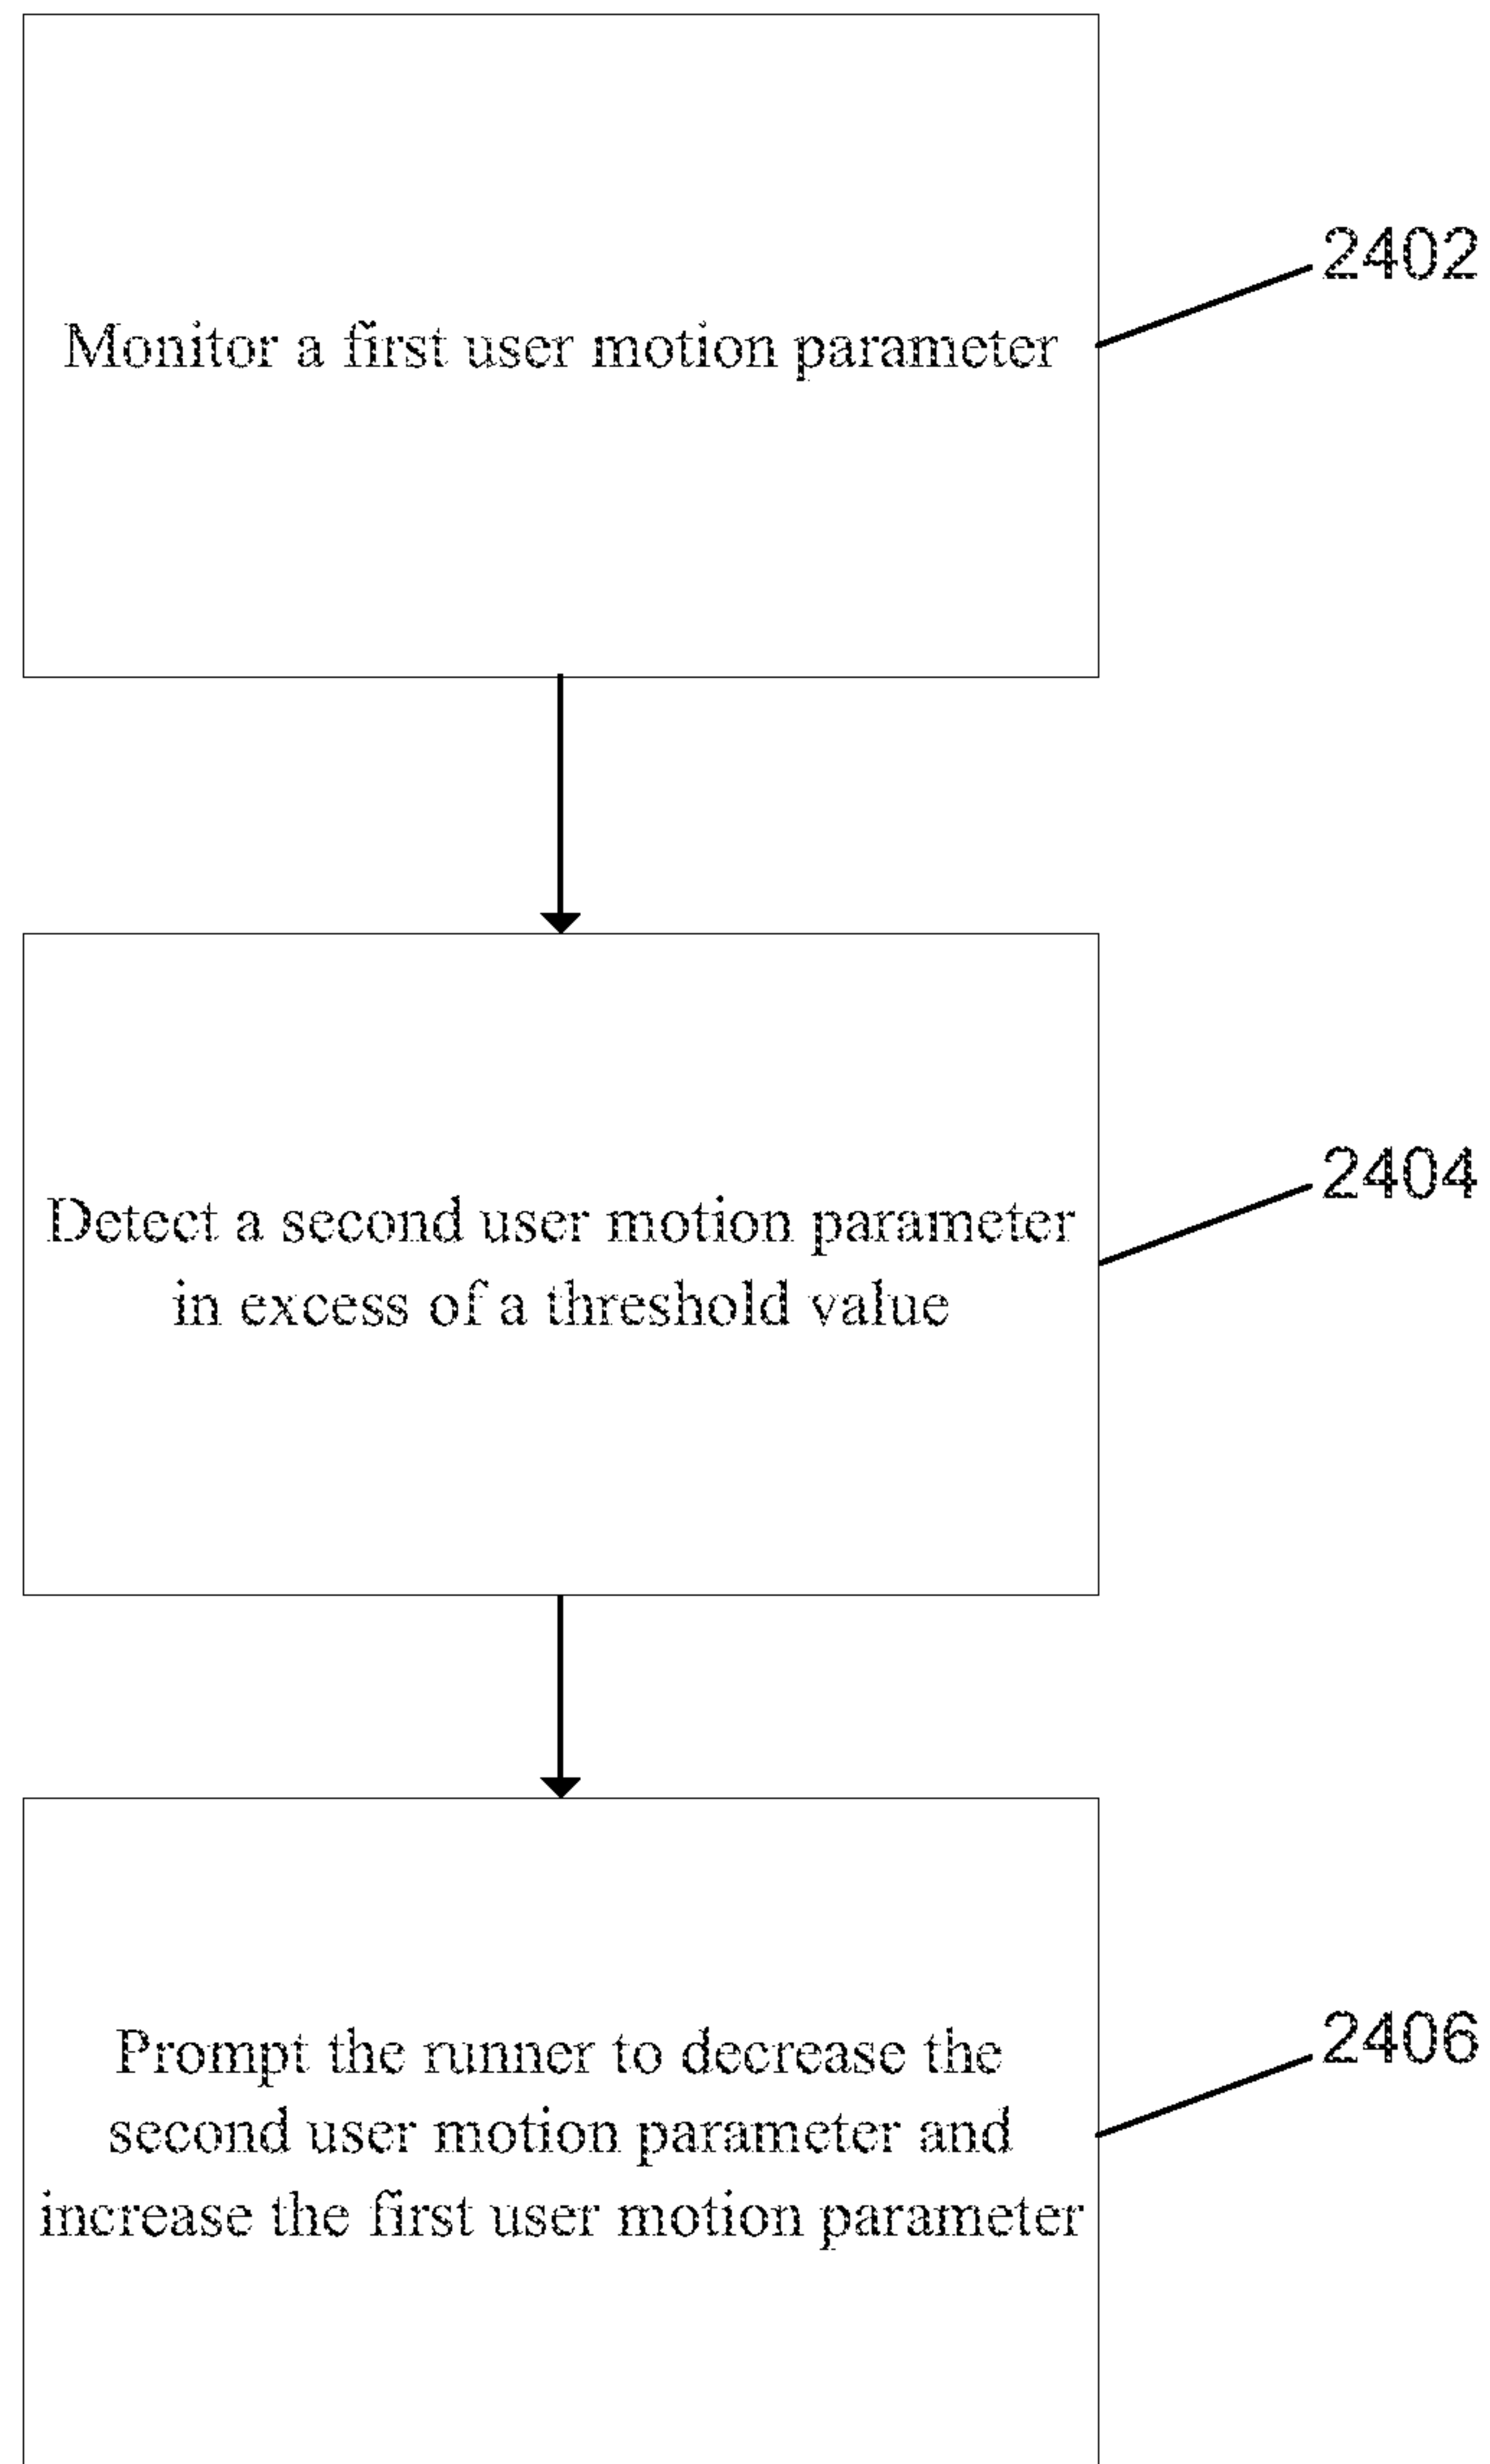 Monitor a first user motion parameter
2402
Detect a second user motion parameter
in excess of a threshold value
2404
Prompt the runner to decrease the
second user motion parameter and
increase the first user motion parameter
2406